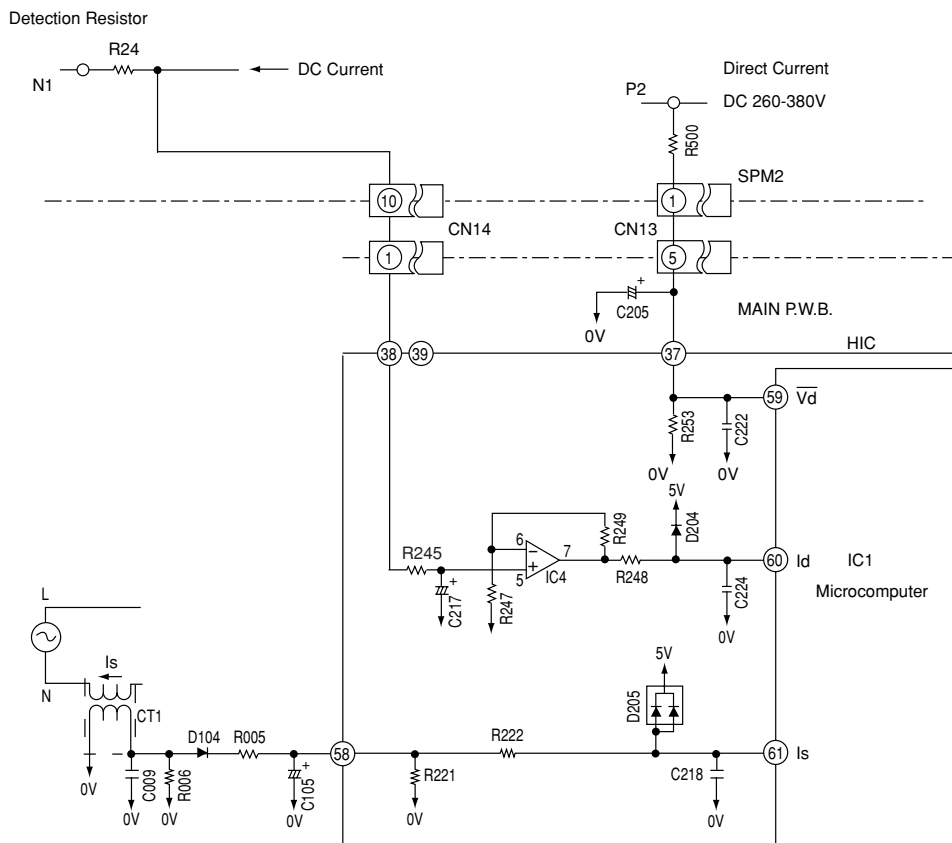 Detection Resistor
R24
N1
DC Current
Direct Current
P2
DC 260-380V
R500
SPM2
10
1
CN14
CN13
1
5
+
C205
0V
MAIN P.W.B.
38
39
37
HIC
59
Vd
R253
C222
0V
0V
5V
D204
R249
6
7
5
IC4
R245
+
C217
R247
R248
60
Id
C224
0V
IC1
Microcomputer
L
N
Is
CT1
5V
D205
D104
R005
58
R222
61
Is
0V
C009
0V
R006
0V
+
C105
0V
R221
0V
C218
0V